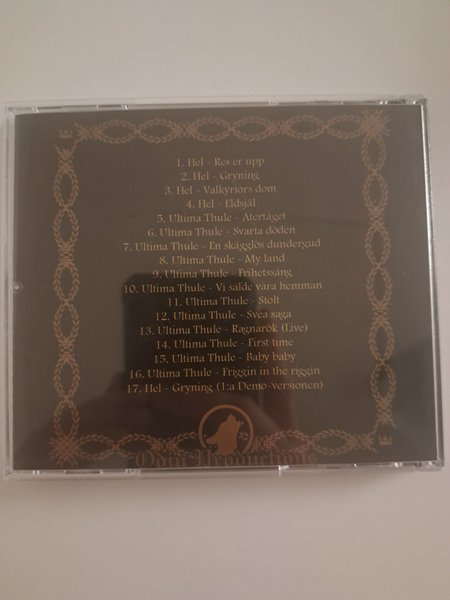 1. Hel - Res er upp
2. Hel - Gryning
3. Hel - Valkyriors dom
4. Hel - Eldsjäl
5. Ultima Thule - Återtåget
6. Ultima Thule - Svarta döden
7. Ultima Thule - En skägglös dundergud
8. Ultima Thule - My land
9. Ultima Thule - Frihetssång
10. Ultima Thule - Vi sålde våra hemman
11. Ultima Thule - Stolt
12. Ultima Thule - Svea saga
13. Ultima Thule - Ragnarök (Live)
14. Ultima Thule - First time
15. Ultima Thule - Baby baby
16. Ultima Thule - Friggin in the riggin
17. Hel - Gryning (1:a Demo-versionen)
Odin Productions